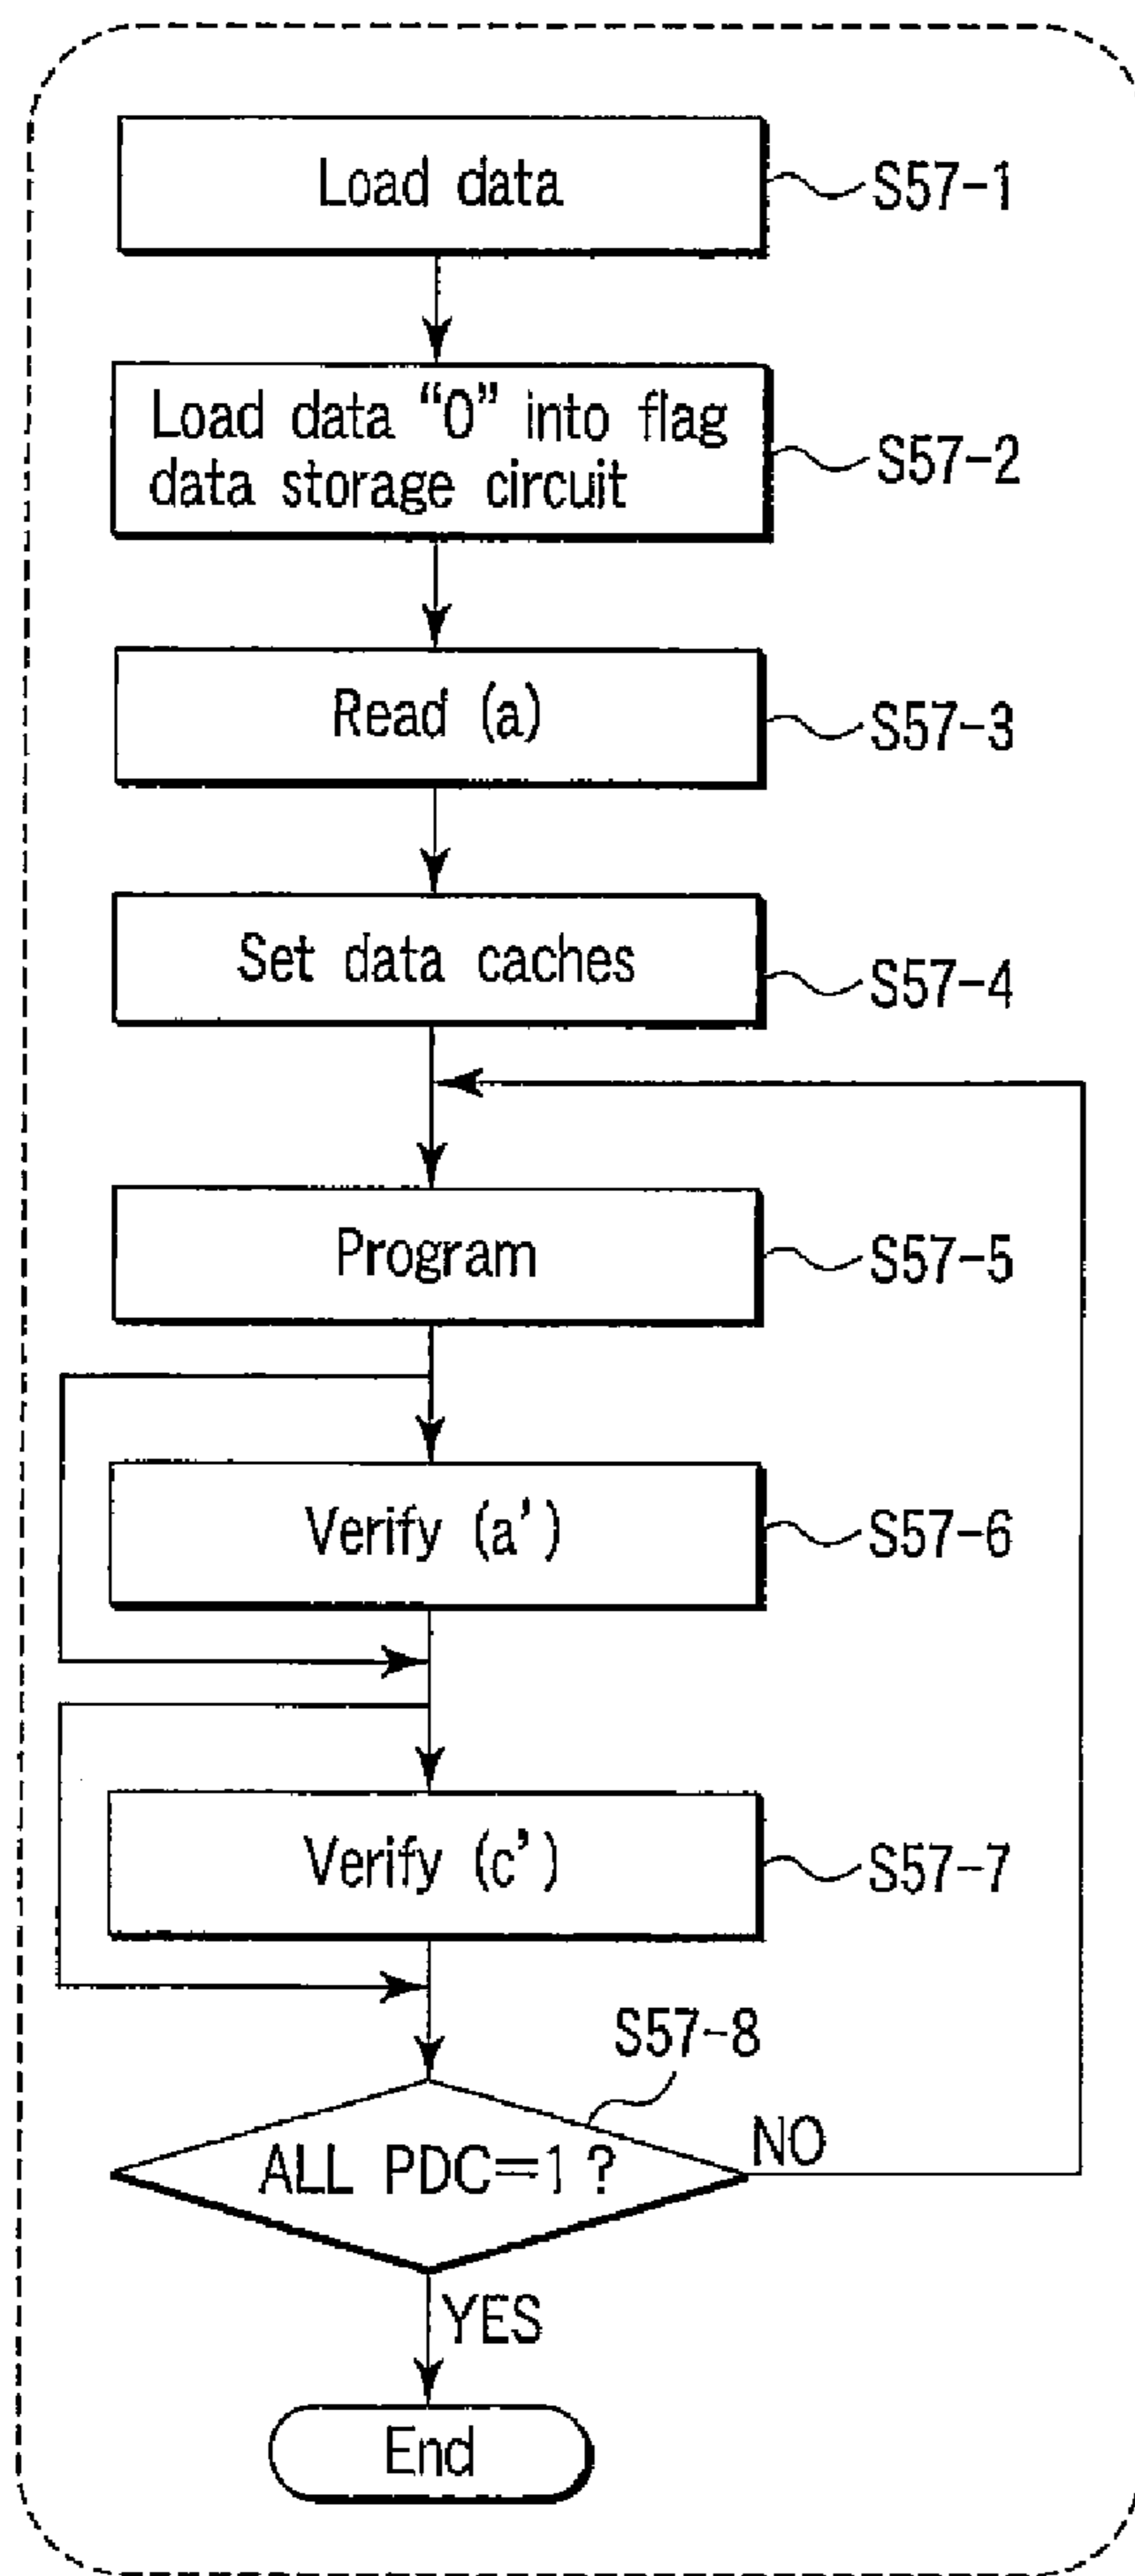 Load data
S57-1
Load data “0” into flag
data storage circuit
S57-2
Read (a)
S57-3
Set data caches
S57-4
Program
S57-5
Verify (a’)
S57-6
Verify (c’)
S57-7
S57-8
ALL PDC=1 ?
NO
YES
End